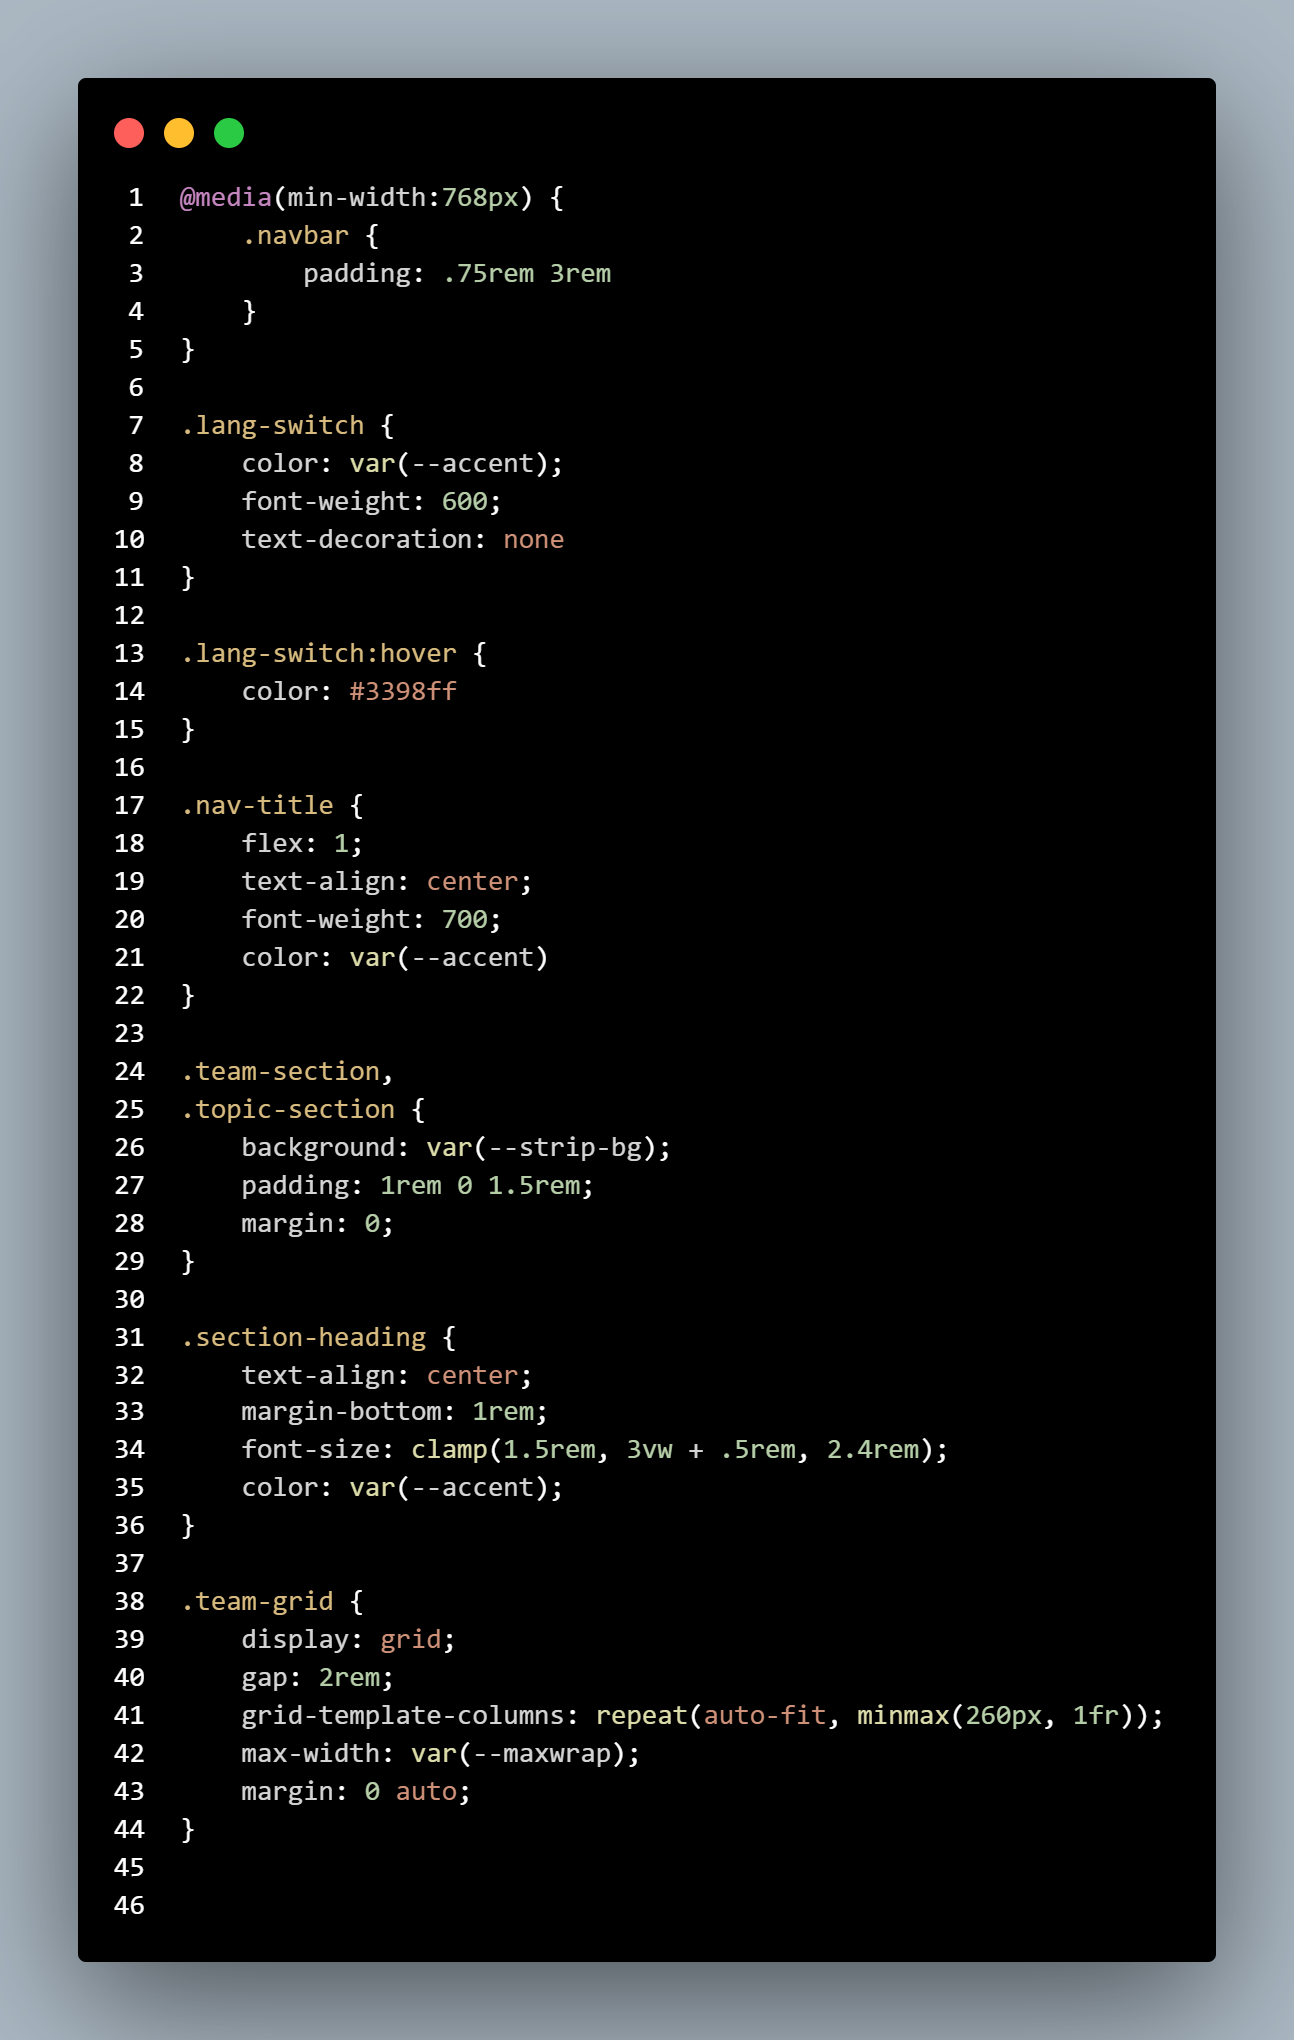 1 @media(min-width:768px) {
2     .navbar {
3         padding: .75rem 3rem
4     }
5 }
6
7 .lang-switch {
8     color: var(--accent);
9     font-weight: 600;
10     text-decoration: none
11 }
12
13 .lang-switch:hover {
14     color: #3398ff
15 }
16
17 .nav-title {
18     flex: 1;
19     text-align: center;
20     font-weight: 700;
21     color: var(--accent)
22 }
23
24 .team-section,
25 .topic-section {
26     background: var(--strip-bg);
27     padding: 1rem 0 1.5rem;
28     margin: 0;
29 }
30
31 .section-heading {
32     text-align: center;
33     margin-bottom: 1rem;
34     font-size: clamp(1.5rem, 3vw + .5rem, 2.4rem);
35     color: var(--accent);
36 }
37
38 .team-grid {
39     display: grid;
40     gap: 2rem;
41     grid-template-columns: repeat(auto-fit, minmax(260px, 1fr));
42     max-width: var(--maxwrap);
43     margin: 0 auto;
44 }
45
46